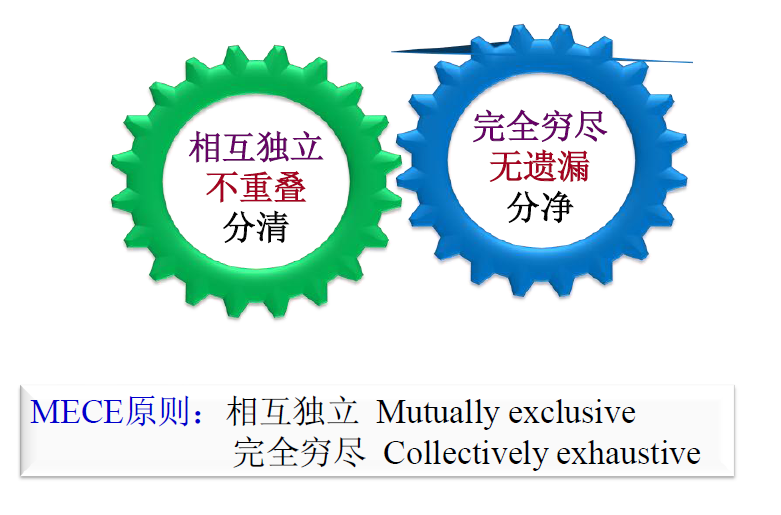 相互独立
不重叠
分清
完全穷尽
无遗漏
分净
MECE原则：相互独立 Mutually exclusive
完全穷尽 Collectively exhaustive